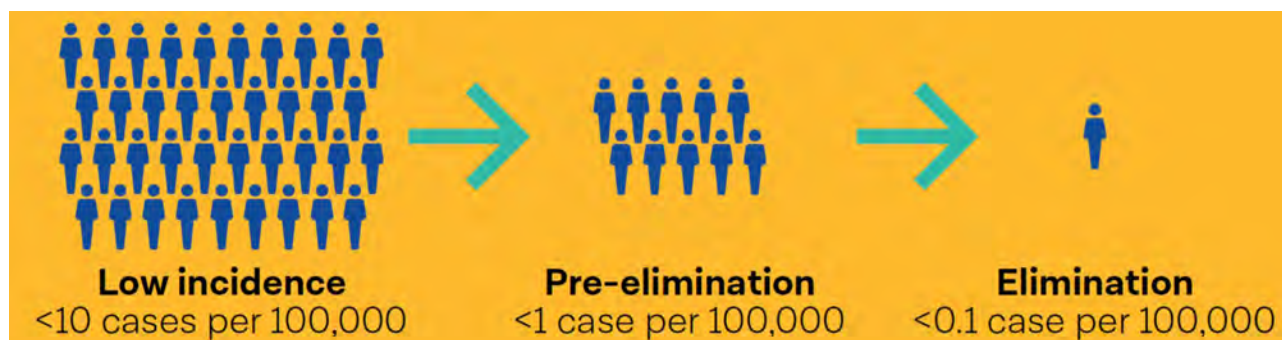 Low incidence
<10 cases per 100,000
Pre-elimination
<1 case per 100,000
Elimination
<0.1 case per 100,000